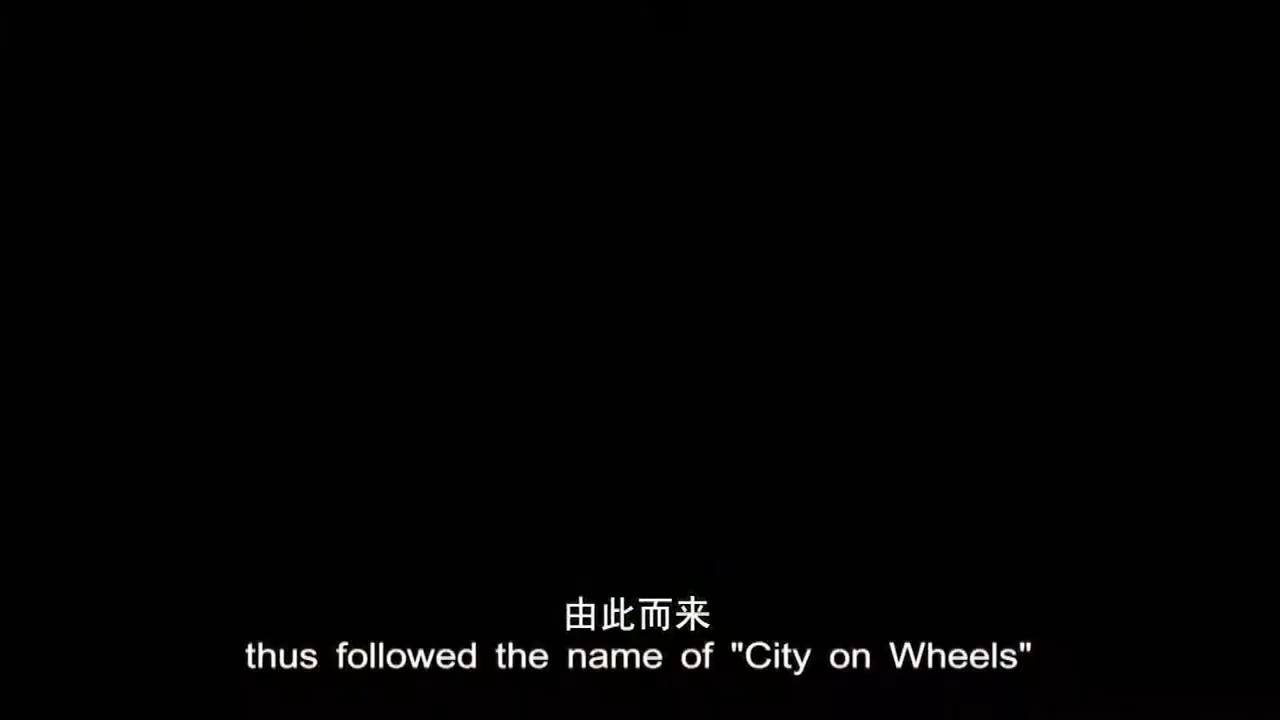 由此而来
thus followed the name of "City on Wheels"